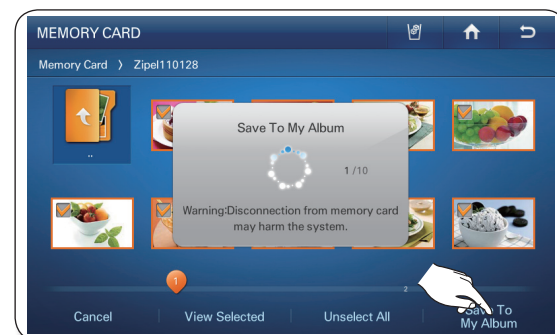 MEMORY CARD
Memory Card 〉 Zipel110128
..
Save To My Album
1 /10
Warning:Disconnection from memory card
may harm the system.
1
2
Cancel
View Selected
Unselect All
Save To
My Album